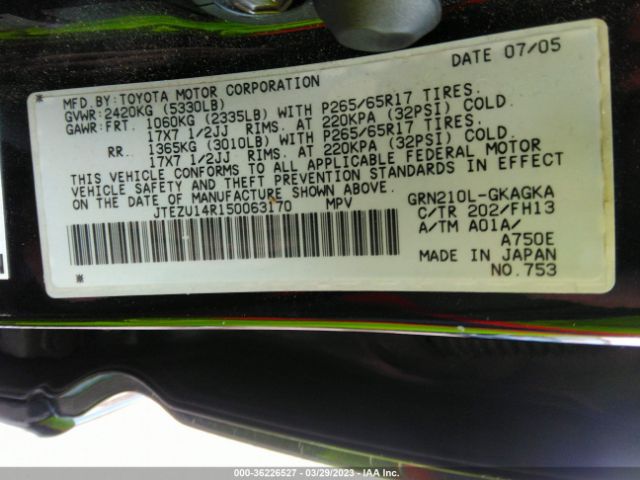 DATE 07/05
MFD.BY:TOYOTA MOTOR CORPORATION
GVWR:2420KG (5330LB)
GAWR:FRT. 1060KG (2335LB) WITH P265/65R17 TIRES.
17X7 1/2JJ RIMS. AT 220KPA (32PSI) COLD.
RR. 1365KG (3010LB) WITH P265/65R17 TIRES.
17X7 1/2JJ RIMS. AT 220KPA (32PSI) COLD.
THIS VEHICLE CONFORMS TO ALL APPLICABLE FEDERAL MOTOR
VEHICLE SAFETY AND THEFT PREVENTION STANDARDS IN EFFECT
ON THE DATE OF MANUFACTURE SHOWN ABOVE.
JTEZU14R150063170 MPV
GRN210L-GKAGKA
C/TR 202/FH13
A/TM A01A/
A750E
MADE IN JAPAN
NO.753
000-36226527 - 03/29/2023 - IAA Inc.